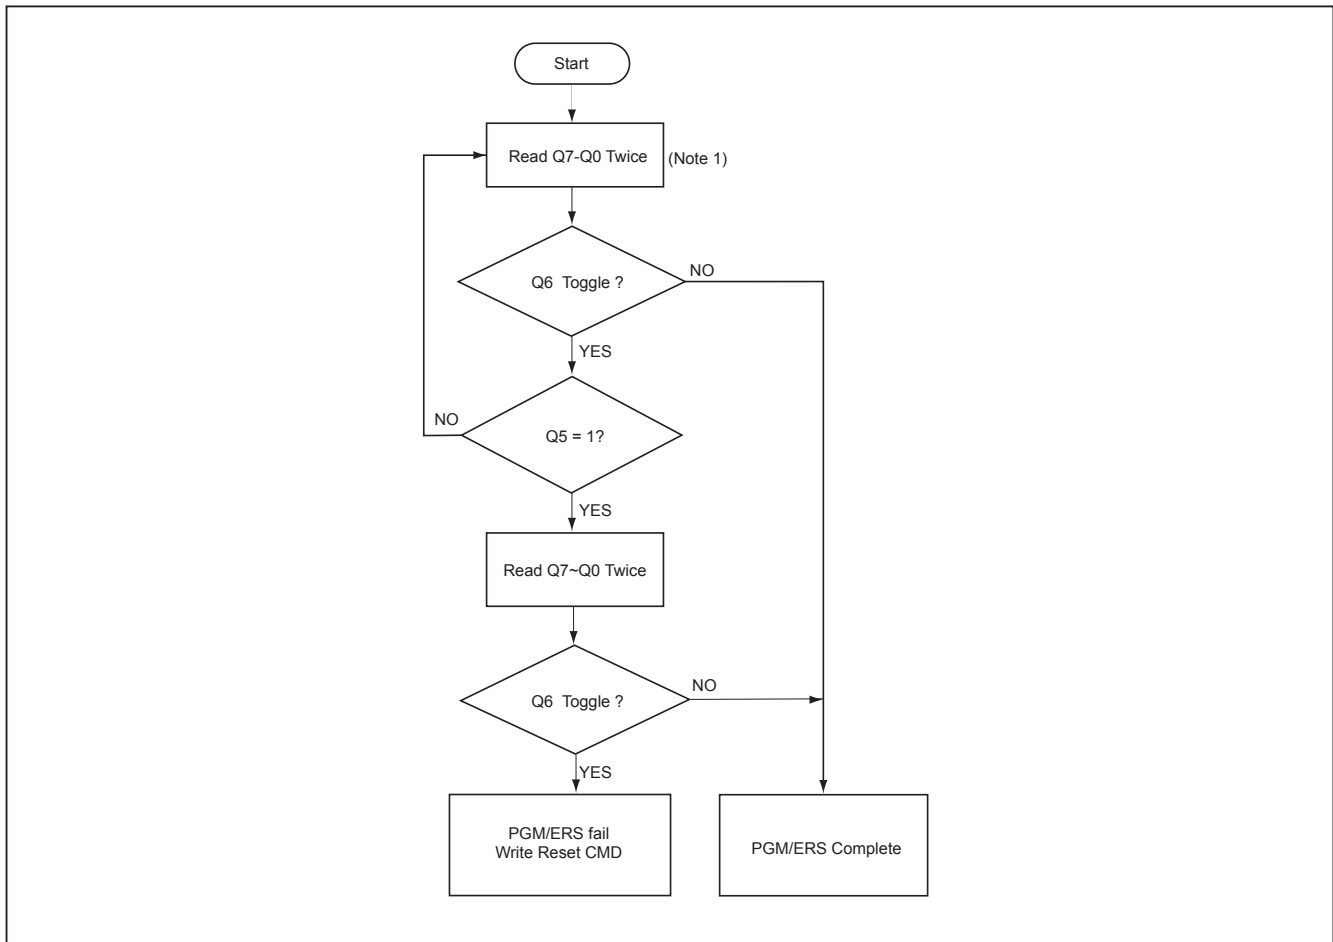 Start
Read Q7-Q0 Twice
(Note 1)
Q6 Toggle ?
NO
YES
NO
Q5 = 1?
YES
Read Q7~Q0 Twice
Q6 Toggle ?
NO
YES
PGM/ERS fail
Write Reset CMD
PGM/ERS Complete